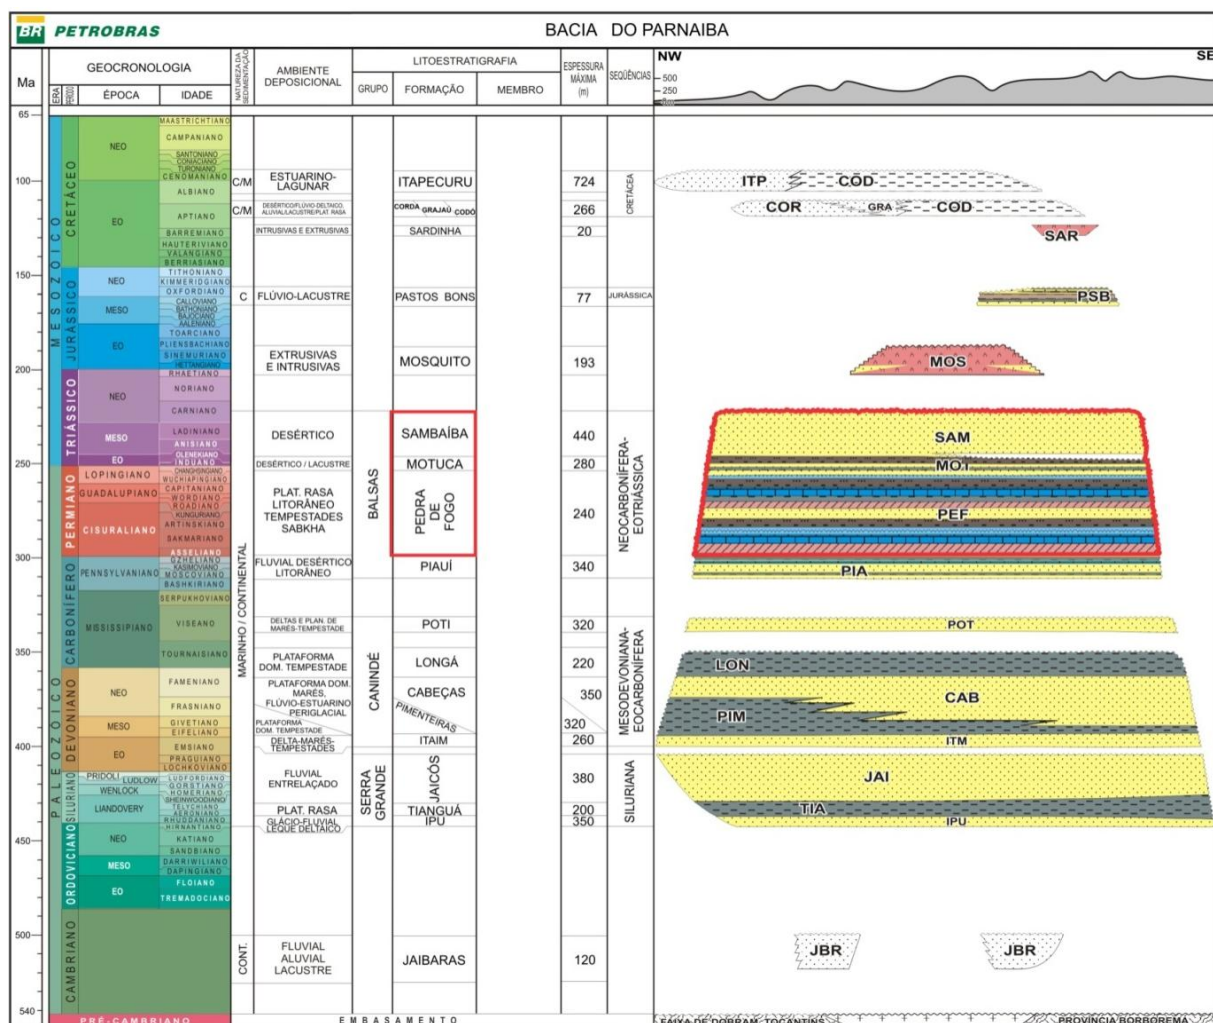 BR PETROBRAS
BACIA DO PARNAIBA
Ma
GEOCRONOLOGIA
ERA
PERÍODO
ÉPOCA
IDADE
NATUREZA DA
SEDIMENTAÇÃO
AMBIENTE
DEPOSICIONAL
LITOESTRATIGRAFIA
GRUPO
FORMAÇÃO
MEMBRO
ESPESSURA
MÁXIMA
(m)
SEQÜÊNCIAS
NW
SE
500
250
65
100
150
200
250
300
350
400
450
500
540
MESOZÓICO
PALEOZÓICO
CRETÁCEO
JURÁSSICO
TRIÁSSICO
PERMIANO
CARBONÍFERO
DEVONIANO
SILURIANO
ORDOVICIANO
CAMBRIANO
PRÉ-CAMBRIANO
NEO
EO
NEO
MESO
EO
NEO
MESO
EO
LOPINGIANO
GUADALUPIANO
CISURALIANO
PENNSYLVANIANO
MISSISSIPIANO
NEO
MESO
EO
PRIDOLI
LUDLOW
WENLOCK
LLANDOVERY
NEO
MESO
EO
MAASTRICHTIANO
CAMPANIANO
SANTONIANO
CONIACIANO
TURONIANO
CENOMANIANO
ALBIANO
APTIANO
BARREMIANO
HAUTERIVIANO
VALANGIANO
BERRIASIANO
TITHONIANO
KIMMERIDGIANO
OXFORDIANO
CALLOVIANO
BATHONIANO
BAJOCIANO
AALENIANO
TOARCIANO
PLIENSBACHIANO
SINEMURIANO
HETTANGIANO
RHAETIANO
NORIANO
CARNIANO
LADINIANO
ANISIANO
OLENEKIANO
INDUANO
CHANGHSINGIANO
WUCHIAPINGIANO
CAPITANIANO
WORDIANO
ROADIANO
KUNGURIANO
ARTINSKIANO
SAKMARIANO
ASSELIANO
GZHELIANO
KASIMOVIANO
MOSCOVIANO
BASHKIRIANO
SERPUKHOVIANO
VISEANO
TOURNAISIANO
FAMENIANO
FRASNIANO
GIVETIANO
EIFELIANO
EMSIANO
PRAGUIANO
LOCHKOVIANO
LUDFORDIANO
GORSTIANO
HOMERIANO
SHEINWOODIANO
TELYCHIANO
AERONIANO
RHUDDANIANO
HIRNANTIANO
KATIANO
SANDBIANO
DARRIWILIANO
DAPINGIANO
FLOIANO
TREMADOCIANO
C/M
C/M
C
MARINHO / CONTINENTAL
CONT.
ESTUARINO-
LAGUNAR
ITAPECURU
724
DESÉRTICO/FLÚVIO-DELTAICO,
ALUVIAL/LACUSTRE/PLAT. RASA
CORDA GRAJAÚ CODÓ
266
CRETÁCEA
INTRUSIVAS E EXTRUSIVAS
SARDINHA
20
FLÚVIO-LACUSTRE
PASTOS BONS
77
JURÁSSICA
EXTRUSIVAS
E INTRUSIVAS
MOSQUITO
193
DESÉRTICO
SAMBAÍBA
440
DESÉRTICO / LACUSTRE
MOTUCA
280
PLAT. RASA
LITORÂNEO
TEMPESTADES
SABKHA
PEDRA
DE
FOGO
240
BALSAS
NEOCARBONÍFERA-
EOTRIÁSSICA
FLUVIAL DESÉRTICO
LITORÂNEO
PIAUÍ
340
DELTAS E PLAN. DE
MARÉS-TEMPESTADE
POTI
320
PLATAFORMA
DOM. TEMPESTADE
LONGÁ
220
PLATAFORMA DOM.
MARÉS,
FLÚVIO-ESTUARINO
PERIGLACIAL
CABEÇAS
350
PLATAFORMA
DOM. TEMPESTADE
PIMENTEIRAS
320
DELTA-MARÉS-
TEMPESTADES
ITAIM
260
CANINDÉ
MESODEVONIANA-
EOCARBONÍFERA
FLUVIAL
ENTRELAÇADO
JAICÓS
380
PLAT. RASA
TIANGUÁ
200
GLÁCIO-FLUVIAL
LEQUE DELTAICO
IPU
350
SERRA
GRANDE
SILURIANA
FLUVIAL
ALUVIAL
LACUSTRE
JAIBARAS
120
EMBASAMENTO
ITP
CÓD
COR
GRA
CÓD
SAR
PSB
MOS
SAM
MOT
PEF
PIA
POT
LON
CAB
PIM
ITM
JAI
TIA
IPU
JBR
JBR
FAIXA DE DOBRAM. TOCANTINS
PROVÍNCIA BORBOREMA